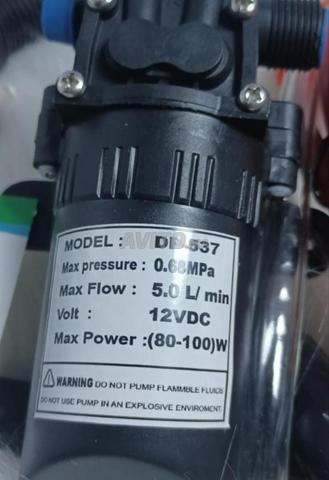 MODEL : DP-537
Max pressure : 0.68MPa
Max Flow : 5.0 L/ min
Volt : 12VDC
Max Power :(80-100)W
WARNING DO NOT PUMP FLAMMBLE FLUIDS
DO NOT USE PUMP IN AN EXPLOSIVE ENVIROMENT